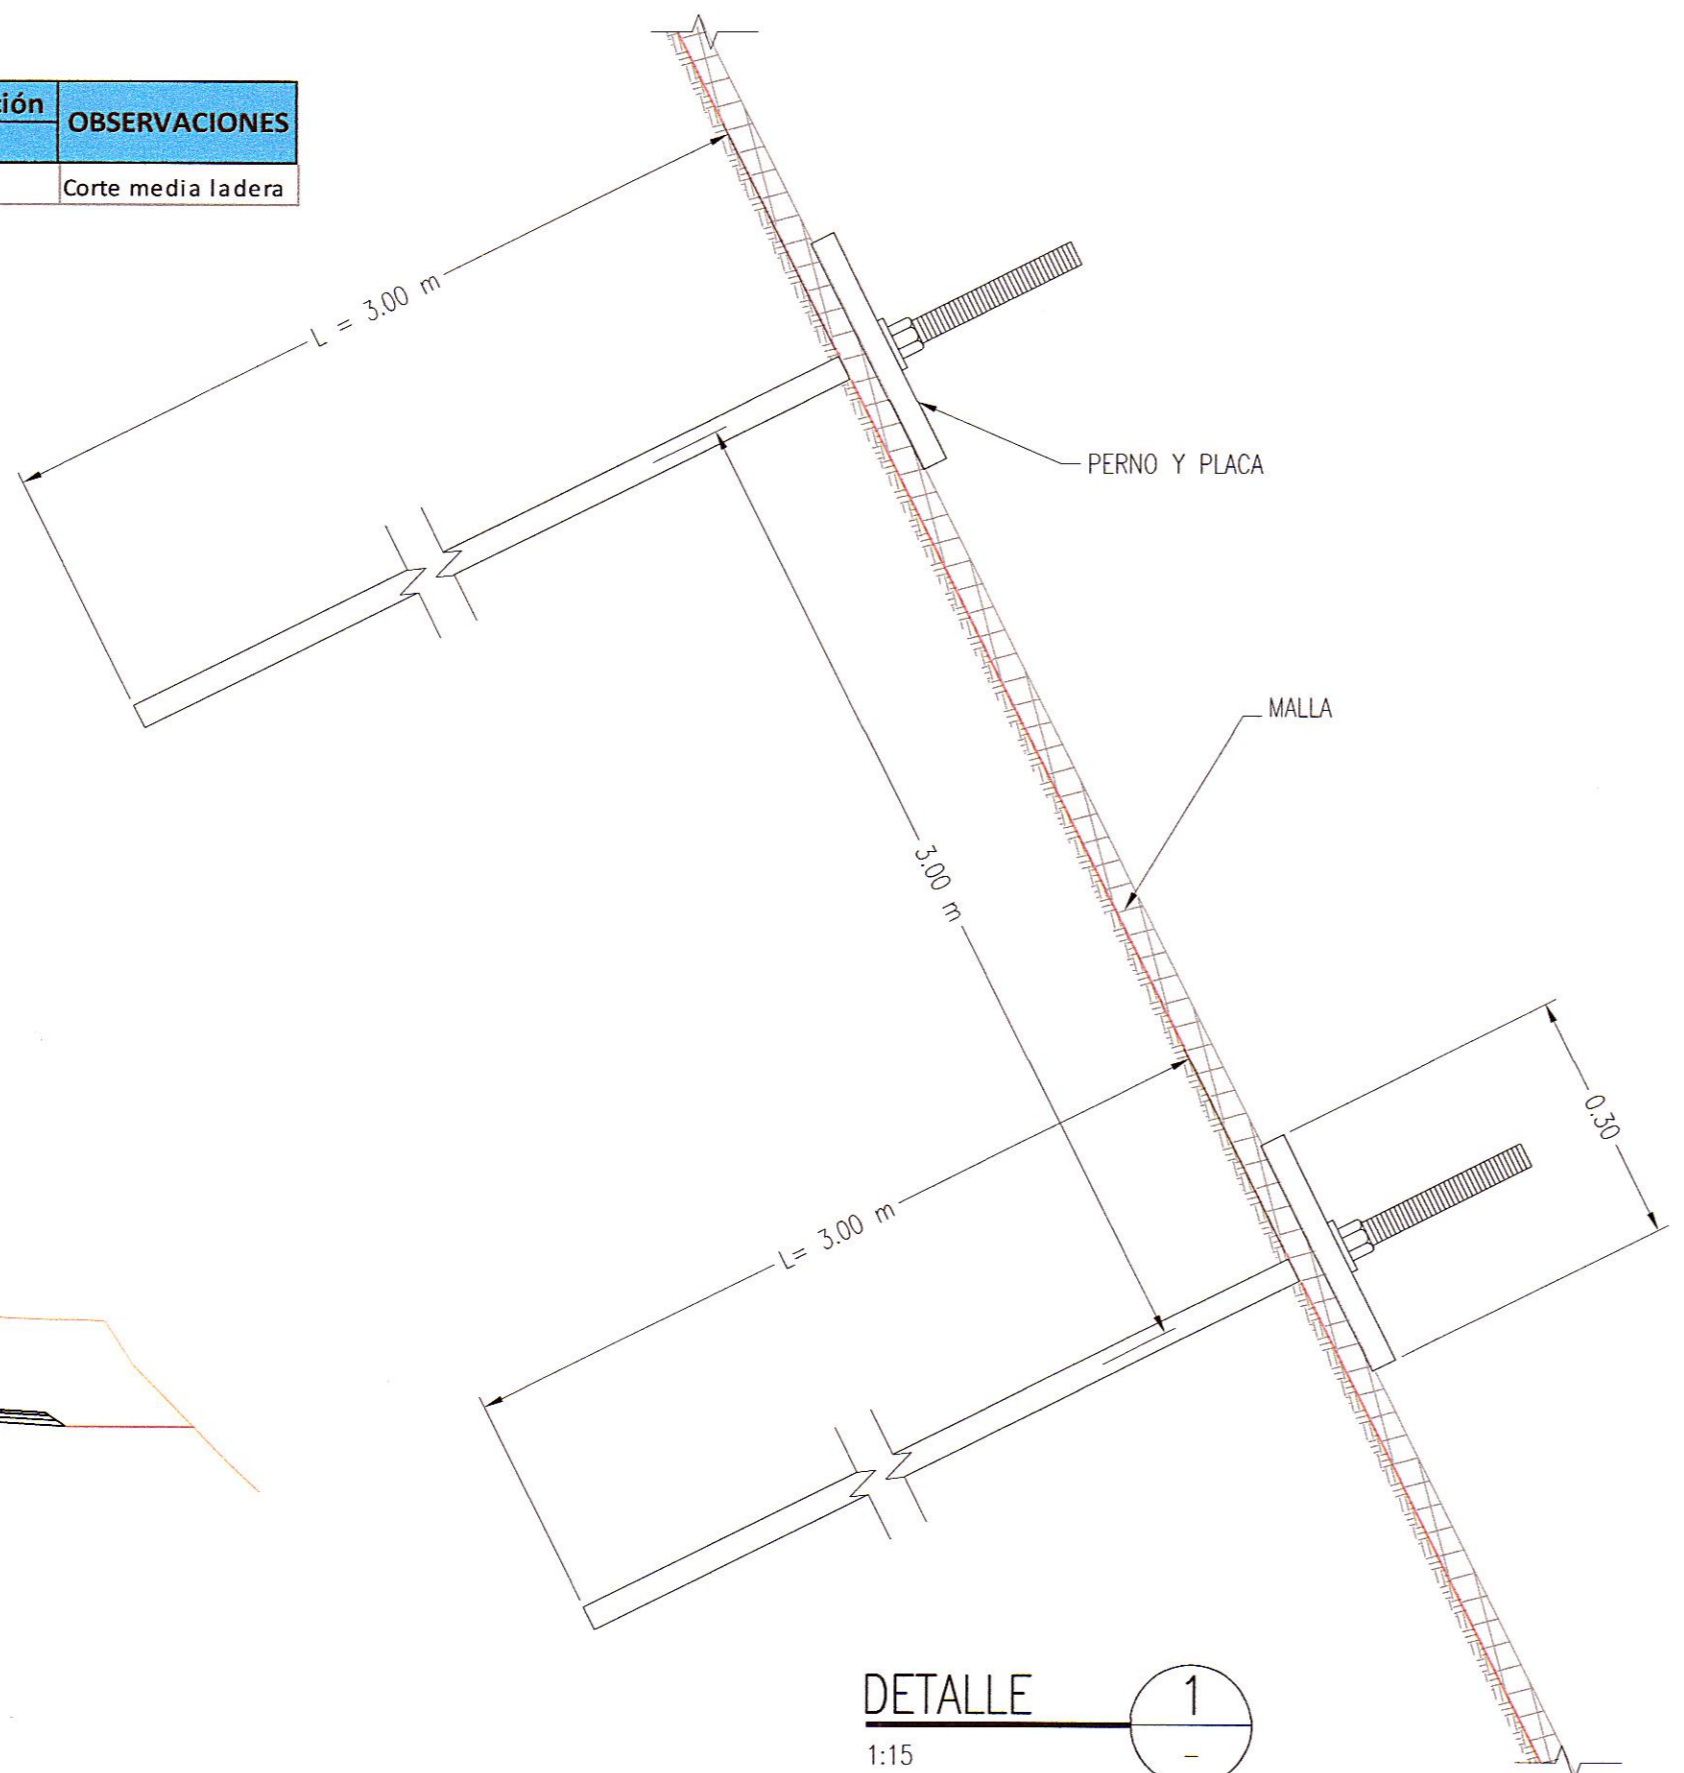 ción
OBSERVACIONES
Corte media ladera
L = 3.00 m
PERNO Y PLACA
MALLA
3.00 m
0.30
L= 3.00 m
DETALLE
1
1:15
-